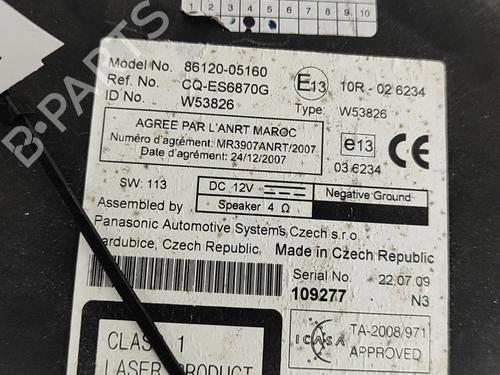 1 2 3 4 5 6 7 8 9 10
Model No. 86120-05160
Ref. No. CQ-ES6870G
ID No W53826
E13 10R - 02 6234
Type: W53826
AGREE PAR L'ANRT MAROC
Numéro d'agrément: MR3907ANRT/2007
Date d'agrément: 24/12/2007
e13 CE
03 6234
SW: 113
DC 12V
Negative Ground
Speaker 4 Ω
Assembled by
Panasonic Automotive Systems Czech s.r.o.
ardubice, Czech Republic
Made in Czech Republic
Serial No. 22.07.09
109277 N3
ICASA
TA-2008/971
APPROVED
CLAS 1
LASER PRODUCT
B-PARTS